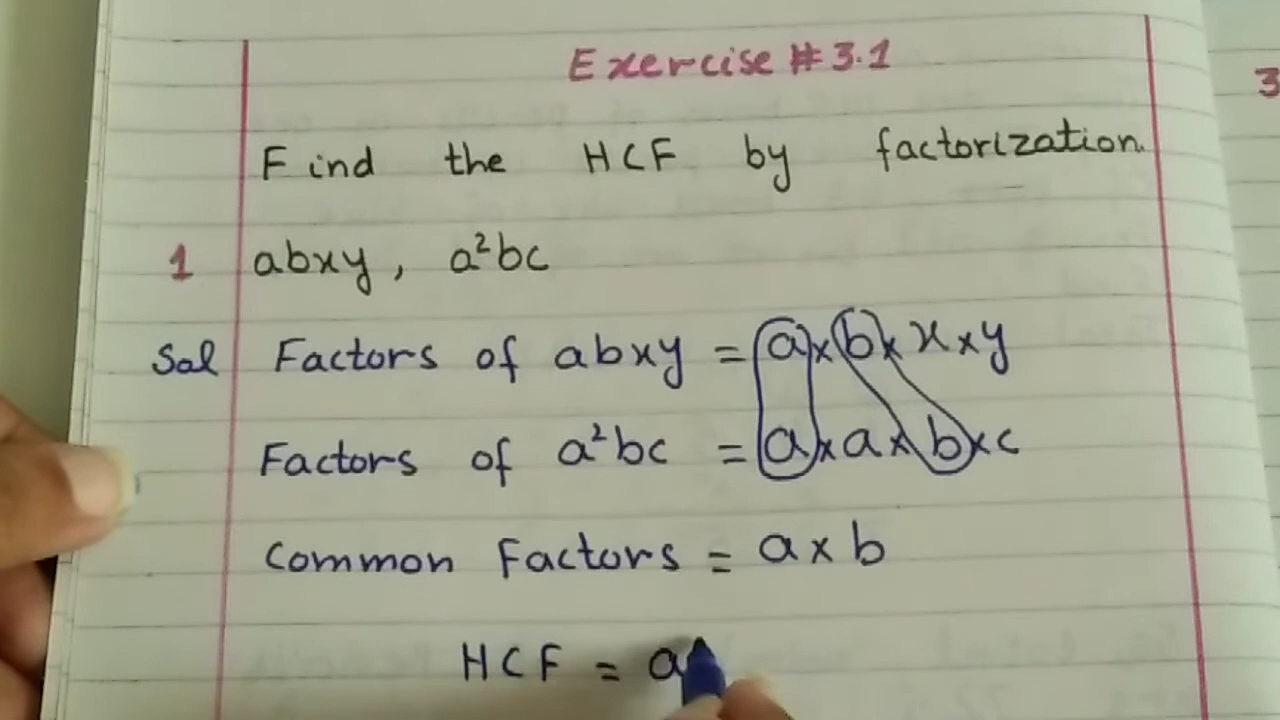 Exercise # 3.1
3
Find the HCF by factorization.
1 abxy, a²bc
Sol Factors of abxy = a × b × x × y
Factors of a²bc = a × a × b × c
Common Factors = a × b
HCF = a